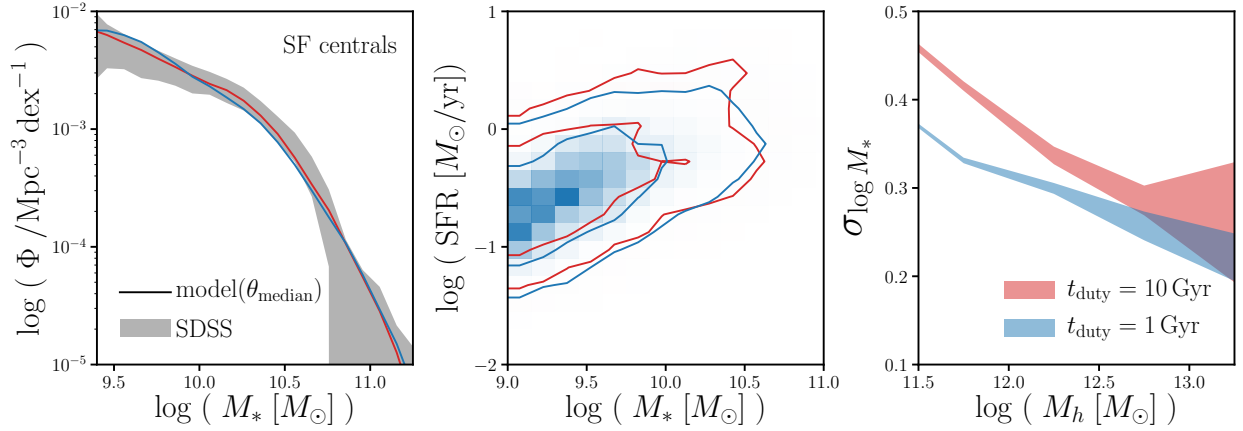 log ( Φ /Mpc⁻³ dex⁻¹ )
10⁻²
10⁻³
10⁻⁴
10⁻⁵
SF centrals
model(θ_median)
SDSS
9.5 10.0 10.5 11.0
log ( M_* [M_⊙] )
log ( SFR [M_⊙/yr] )
1
0
−1
−2
9.0 9.5 10.0 10.5 11.0
log ( M_* [M_⊙] )
σ_log M_*
0.5
0.4
0.3
0.2
0.1
t_duty = 10 Gyr
t_duty = 1 Gyr
11.5 12.0 12.5 13.0
log ( M_h [M_⊙] )